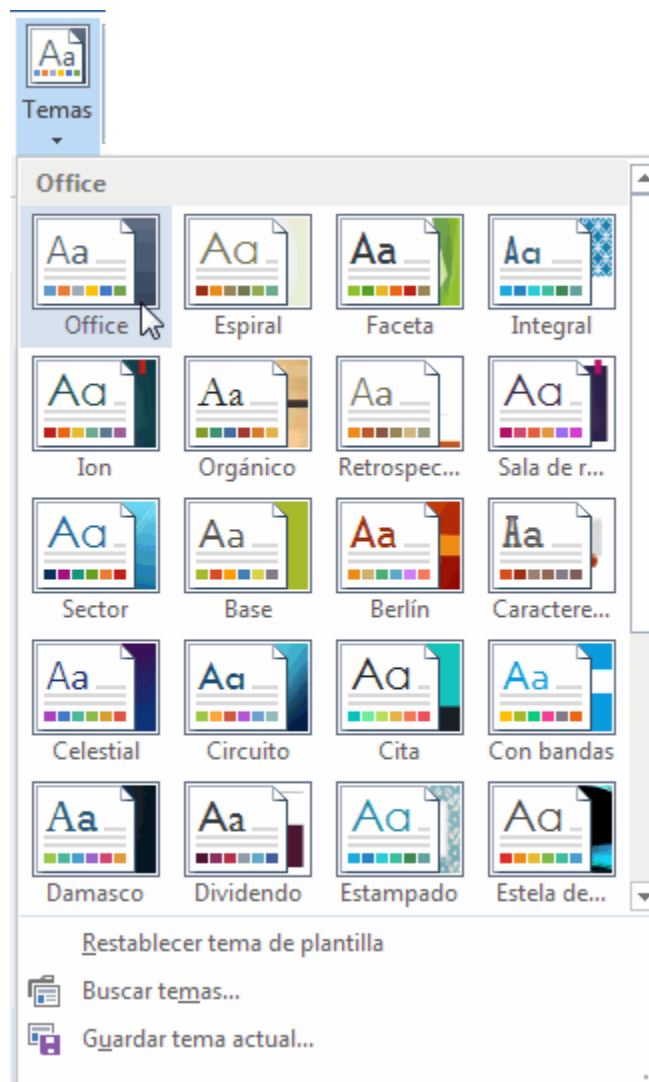 Aa
Temas
Office
Aa Aa Aa Aa
Office Espiral Faceta Integral
Aa Aa Aa Aa
Ion Orgánico Retrospec... Sala de r...
Aa Aa Aa Aa
Sector Base Berlín Caractere...
Aa Aa Aa Aa
Celestial Circuito Cita Con bandas
Aa Aa Aa Aa
Damasco Dividendo Estampado Estela de...
Restablecer tema de plantilla
Buscar temas...
Guardar tema actual...